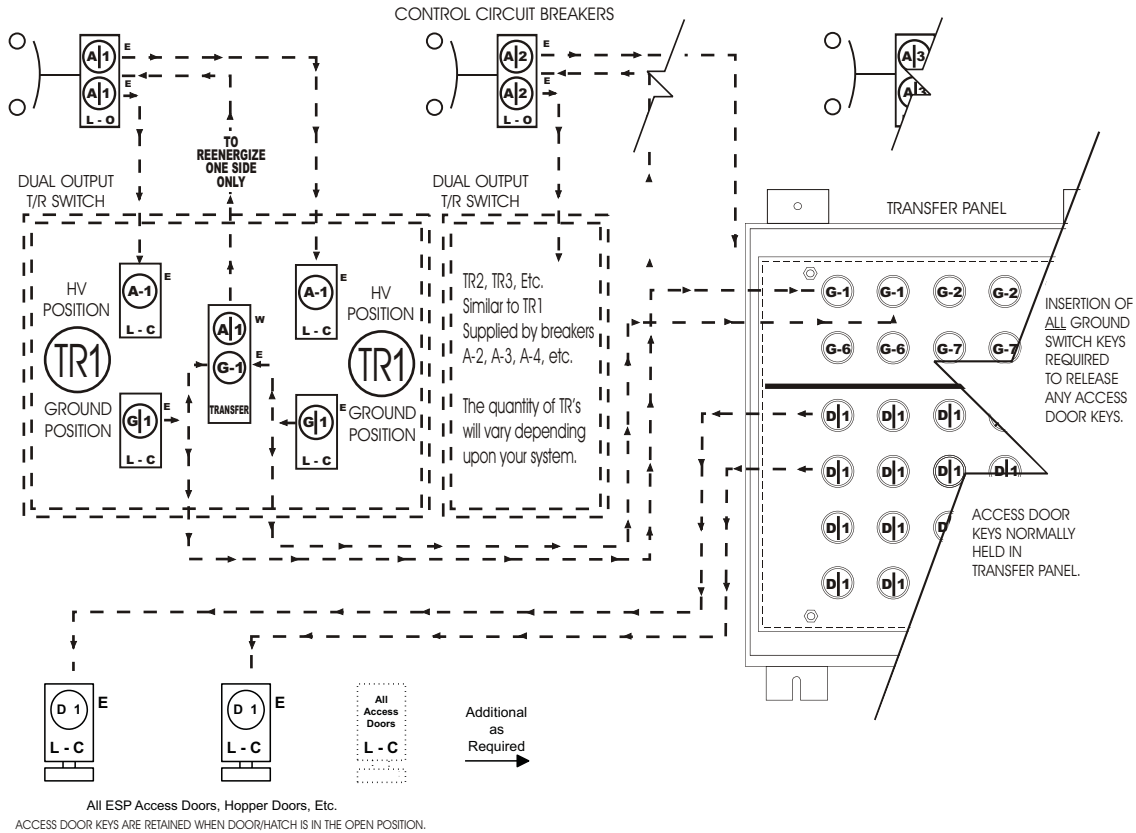 CONTROL CIRCUIT BREAKERS
A 1
E
A 1
E
L - O
A 2
E
A 2
E
L - O
A 3
TO
REENERGIZE
ONE SIDE
ONLY
DUAL OUTPUT
T/R SWITCH
DUAL OUTPUT
T/R SWITCH
TRANSFER PANEL
HV
POSITION
TR1
GROUND
POSITION
A-1
E
L - C
G 1
E
L - C
A 1
W
G-1
E
TRANSFER
A-1
E
L - C
G 1
E
L - C
HV
POSITION
TR1
GROUND
POSITION
TR2, TR3, Etc.
Similar to TR1
Supplied by breakers
A-2, A-3, A-4, etc.
The quantity of TR's
will vary depending
upon your system.
G-1 G-1 G-2 G-2
G-6 G-6 G-7 G-7
D 1 D 1 D 1
D 1 D 1 D 1 D 1
D 1 D 1
D 1 D 1
INSERTION OF
ALL GROUND
SWITCH KEYS
REQUIRED
TO RELEASE
ANY ACCESS
DOOR KEYS.
ACCESS DOOR
KEYS NORMALLY
HELD IN
TRANSFER PANEL.
D 1
E
L - C
D 1
E
L - C
All
Access
Doors
L - C
Additional
as
Required
All ESP Access Doors, Hopper Doors, Etc.
ACCESS DOOR KEYS ARE RETAINED WHEN DOOR/HATCH IS IN THE OPEN POSITION.